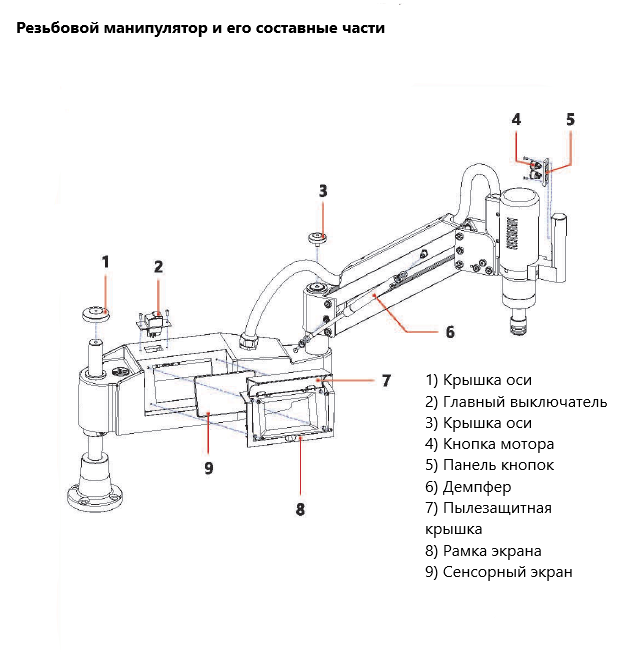 Резьбовой манипулятор и его составные части
4
5
3
1
2
6
7
9
8
1) Крышка оси
2) Главный выключатель
3) Крышка оси
4) Кнопка мотора
5) Панель кнопок
6) Демпфер
7) Пылезащитная
крышка
8) Рамка экрана
9) Сенсорный экран